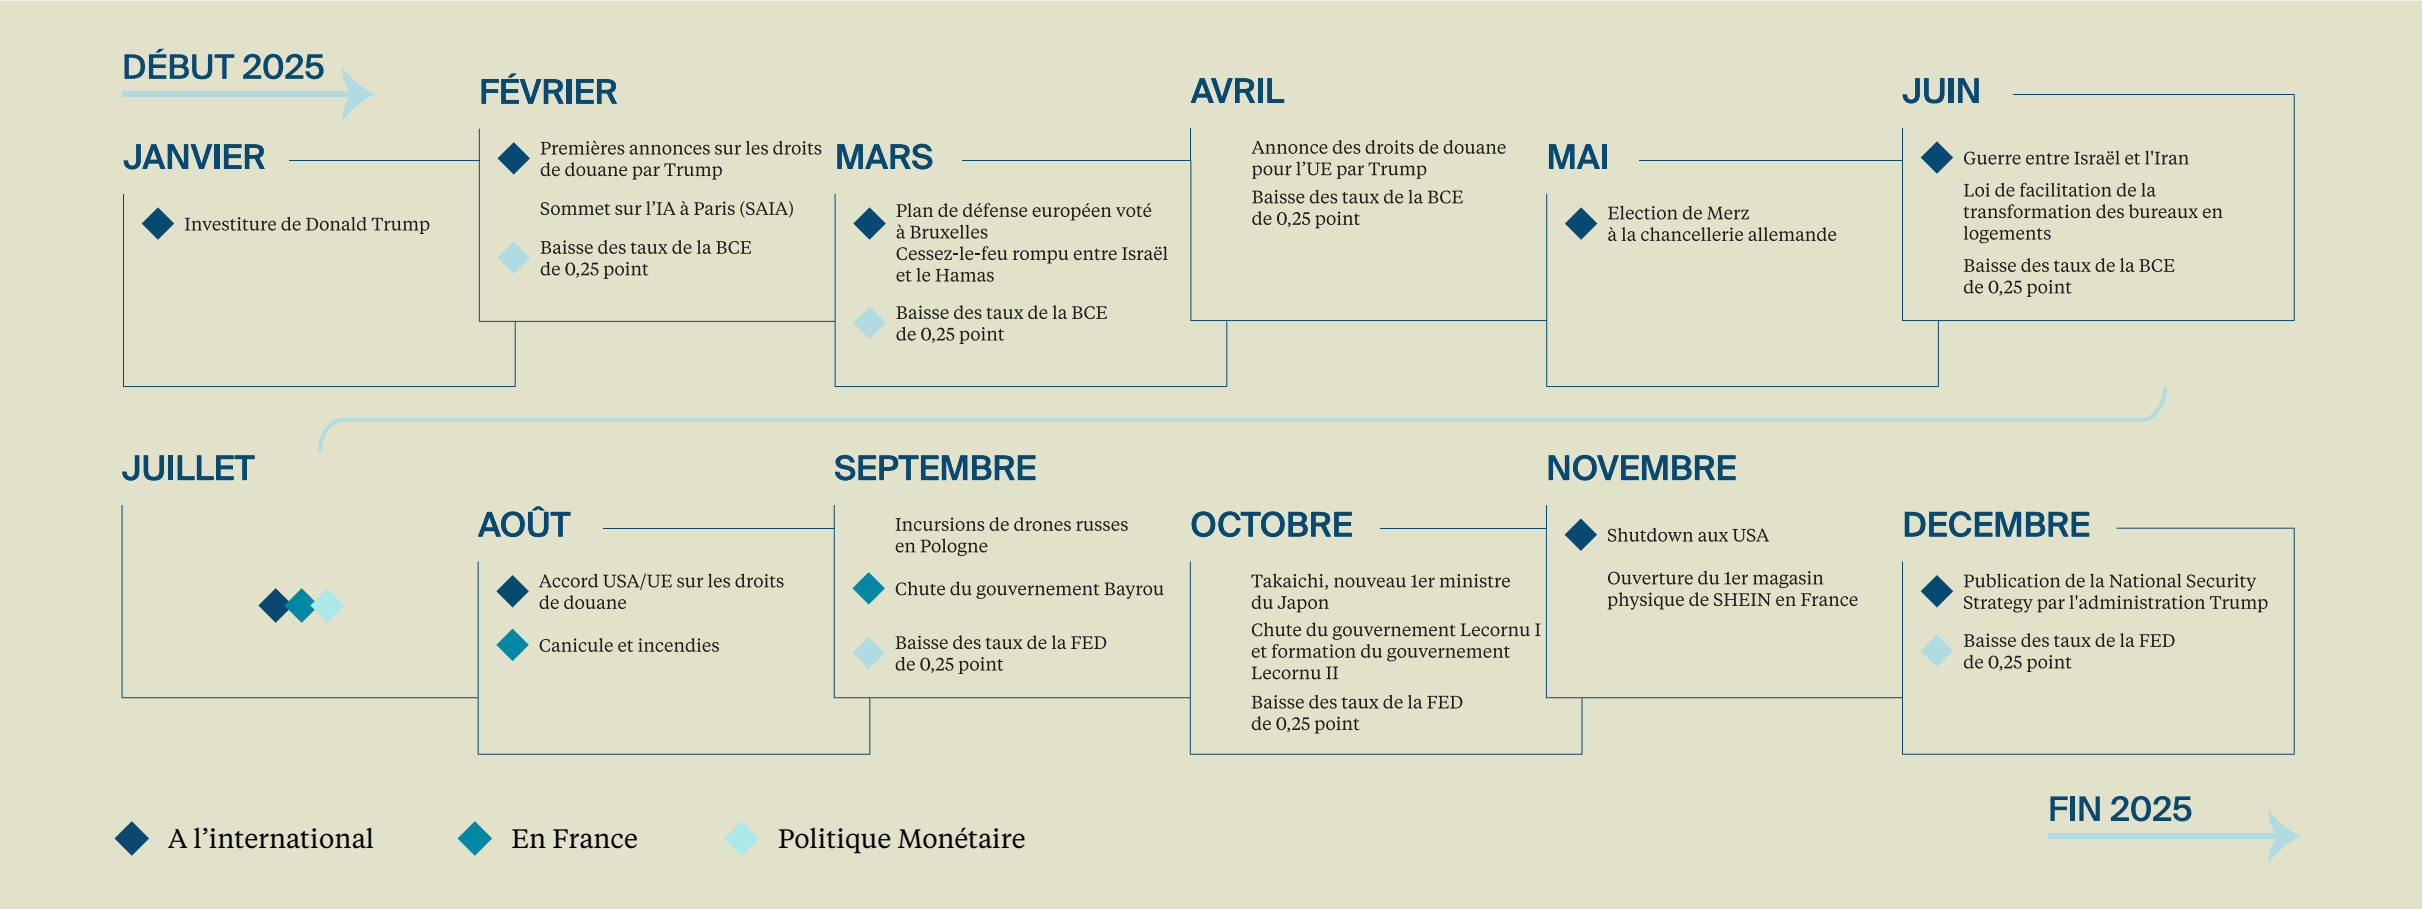 DÉBUT 2025
JANVIER
Investiture de Donald Trump
FÉVRIER
Premières annonces sur les droits
de douane par Trump
Sommet sur l’IA à Paris (SAIA)
Baisse des taux de la BCE
de 0,25 point
MARS
Plan de défense européen voté
à Bruxelles
Cessez-le-feu rompu entre Israël
et le Hamas
Baisse des taux de la BCE
de 0,25 point
AVRIL
Annonce des droits de douane
pour l’UE par Trump
Baisse des taux de la BCE
de 0,25 point
MAI
Election de Merz
à la chancellerie allemande
JUIN
Guerre entre Israël et l'Iran
Loi de facilitation de la
transformation des bureaux en
logements
Baisse des taux de la BCE
de 0,25 point
JUILLET
AOÛT
Accord USA/UE sur les droits
de douane
Canicule et incendies
SEPTEMBRE
Incursions de drones russes
en Pologne
Chute du gouvernement Bayrou
Baisse des taux de la FED
de 0,25 point
OCTOBRE
Takaichi, nouveau 1er ministre
du Japon
Chute du gouvernement Lecornu I
et formation du gouvernement
Lecornu II
Baisse des taux de la FED
de 0,25 point
NOVEMBRE
Shutdown aux USA
Ouverture du 1er magasin
physique de SHEIN en France
DECEMBRE
Publication de la National Security
Strategy par l'administration Trump
Baisse des taux de la FED
de 0,25 point
A l’international
En France
Politique Monétaire
FIN 2025